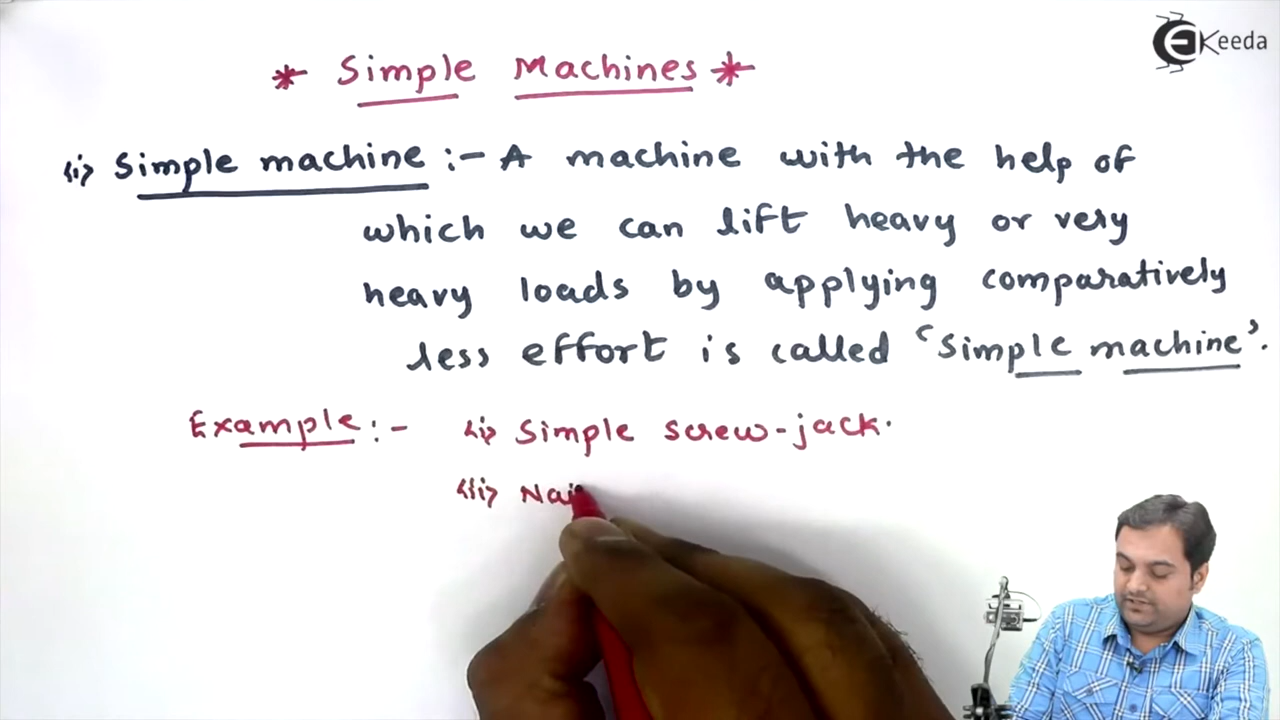 EKeeda
* Simple Machines *
(i) Simple machine :- A machine with the help of
which we can lift heavy or very
heavy loads by applying comparatively
less effort is called 'Simple machine'.
Example :- (i) Simple screw-jack.
(ii) Nai